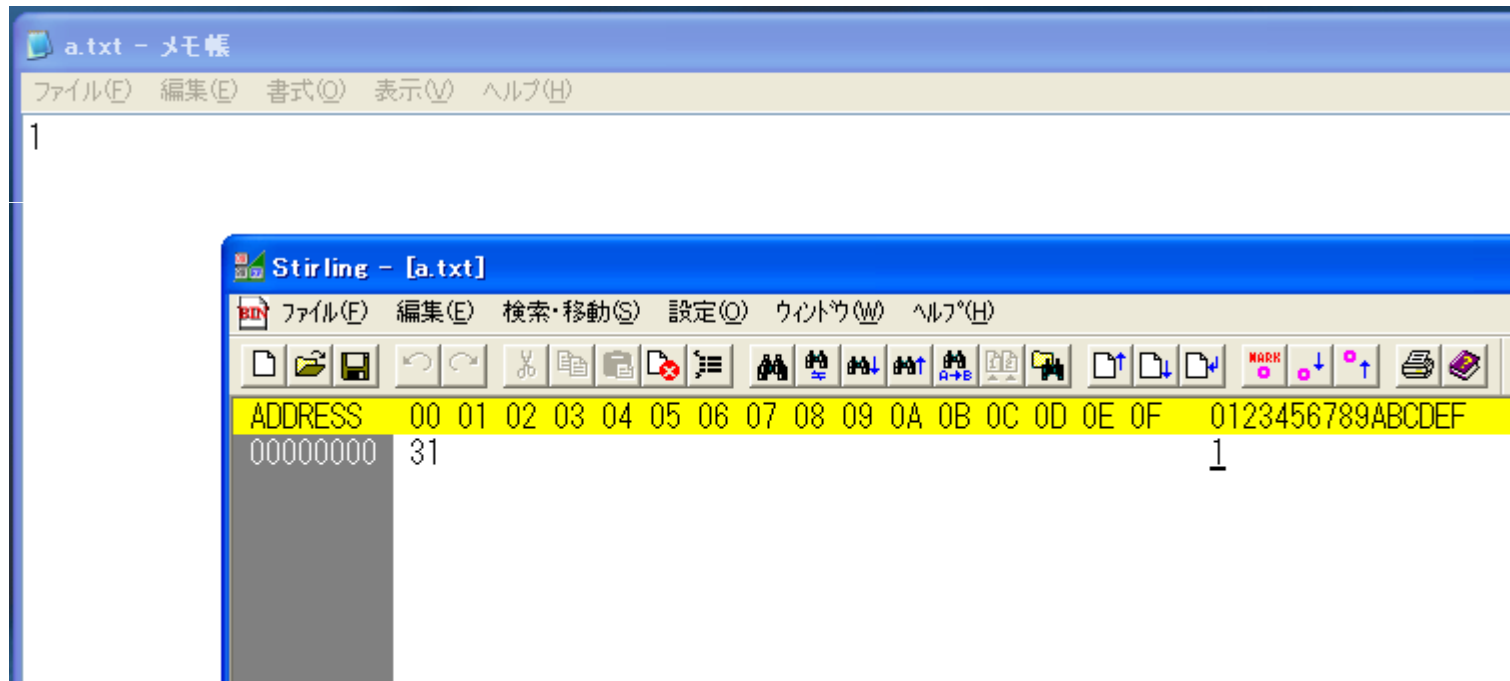 a.txt - メモ帳
ファイル(F) 編集(E) 書式(O) 表示(V) ヘルプ(H)
1
Stirling - [a.txt]
BIN ファイル(F) 編集(E) 検索・移動(S) 設定(O) ウィンドウ(W) ヘルプ(H)
A→B MARK
ADDRESS 00 01 02 03 04 05 06 07 08 09 0A 0B 0C 0D 0E 0F 0123456789ABCDEF
00000000 31 1